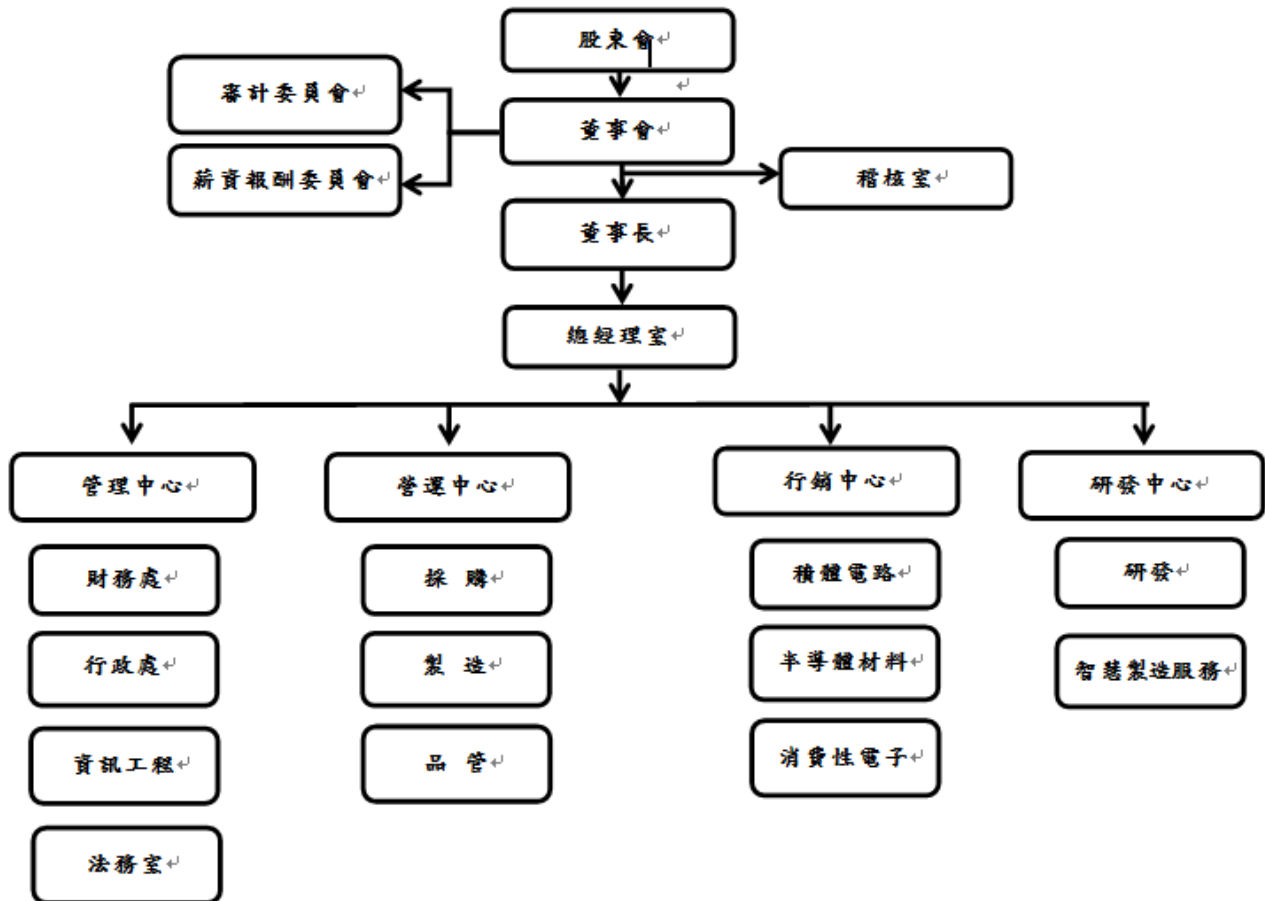 股東會
審計委員會
董事會
薪資報酬委員會
稽核室
董事長
總經理室
管理中心
營運中心
行銷中心
研發中心
財務處
採 購
積體電路
研發
行政處
製 造
半導體材料
智慧製造服務
資訊工程
品 管
消費性電子
法務室